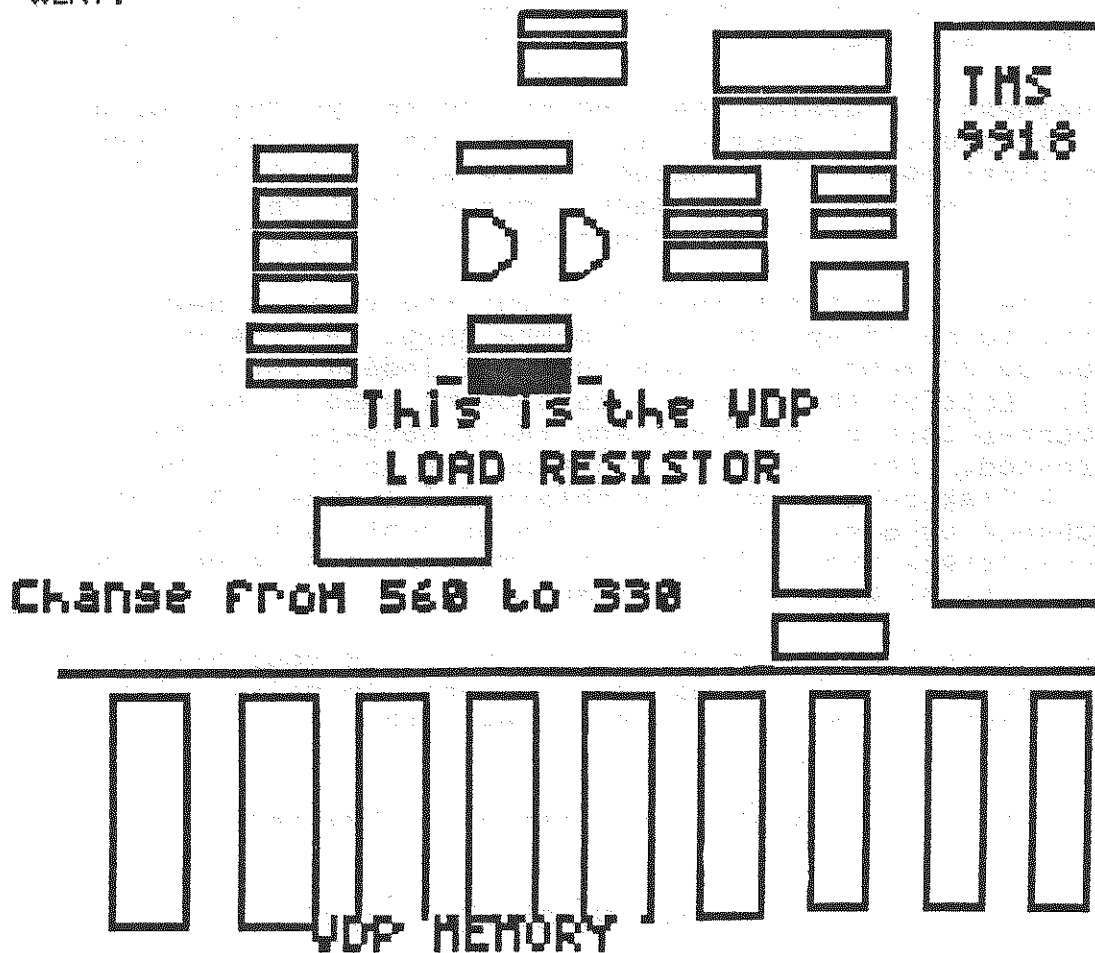 TMS
9918
This is the VDP
LOAD RESISTOR
Change from 560 to 330
VDP MEMORY